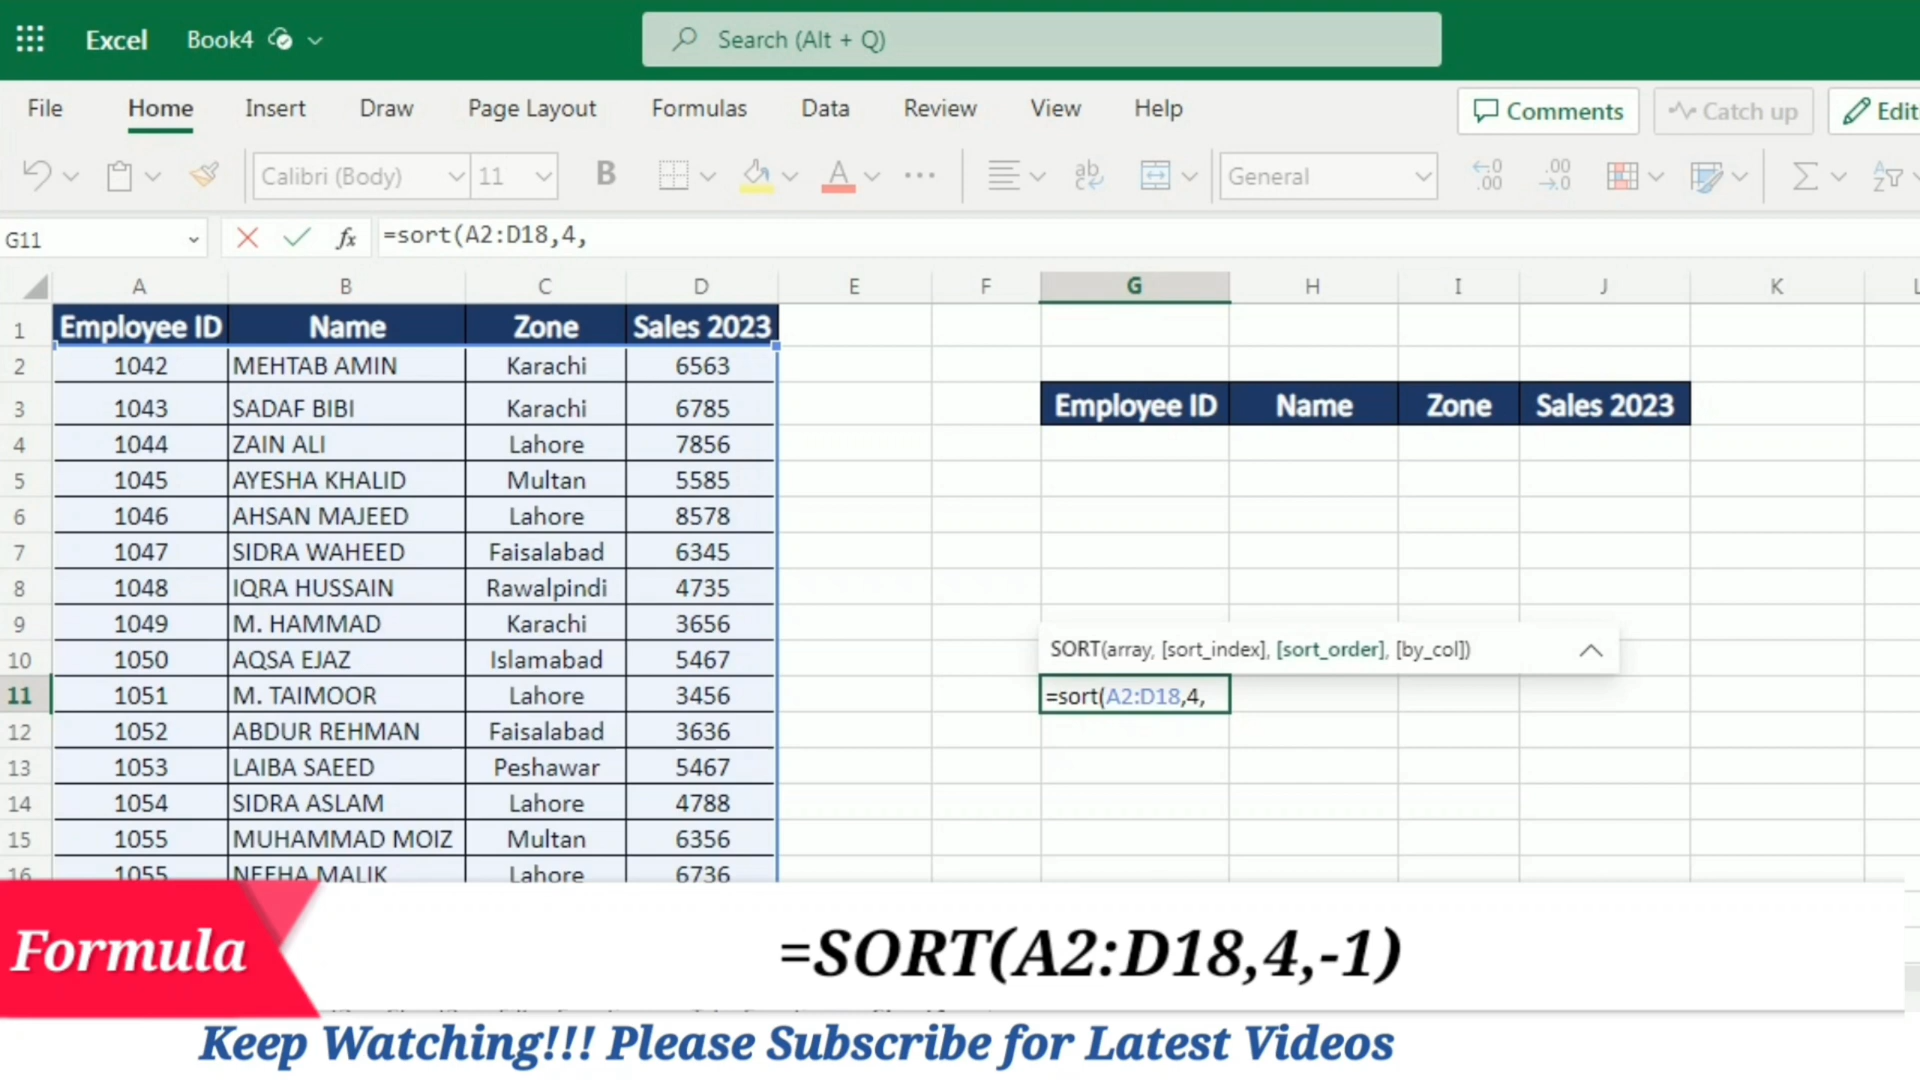 Excel Book4 Search (Alt + Q)
File Home Insert Draw Page Layout Formulas Data Review View Help Comments Catch up Edit
Calibri (Body) 11 B A General
G11 fx =sort(A2:D18,4,
A B C D E F G H I J K L
1 Employee ID Name Zone Sales 2023
2 1042 MEHTAB AMIN Karachi 6563
3 1043 SADAF BIBI Karachi 6785 Employee ID Name Zone Sales 2023
4 1044 ZAIN ALI Lahore 7856
5 1045 AYESHA KHALID Multan 5585
6 1046 AHSAN MAJEED Lahore 8578
7 1047 SIDRA WAHEED Faisalabad 6345
8 1048 IQRA HUSSAIN Rawalpindi 4735
9 1049 M. HAMMAD Karachi 3656
SORT(array, [sort_index], [sort_order], [by_col])
10 1050 AQSA EJAZ Islamabad 5467
11 1051 M. TAIMOOR Lahore 3456 =sort(A2:D18,4,
12 1052 ABDUR REHMAN Faisalabad 3636
13 1053 LAIBA SAEED Peshawar 5467
14 1054 SIDRA ASLAM Lahore 4788
15 1055 MUHAMMAD MOIZ Multan 6356
16 1055 NEEHA MALIK Lahore 6736
Formula =SORT(A2:D18,4,-1)
Keep Watching!!! Please Subscribe for Latest Videos